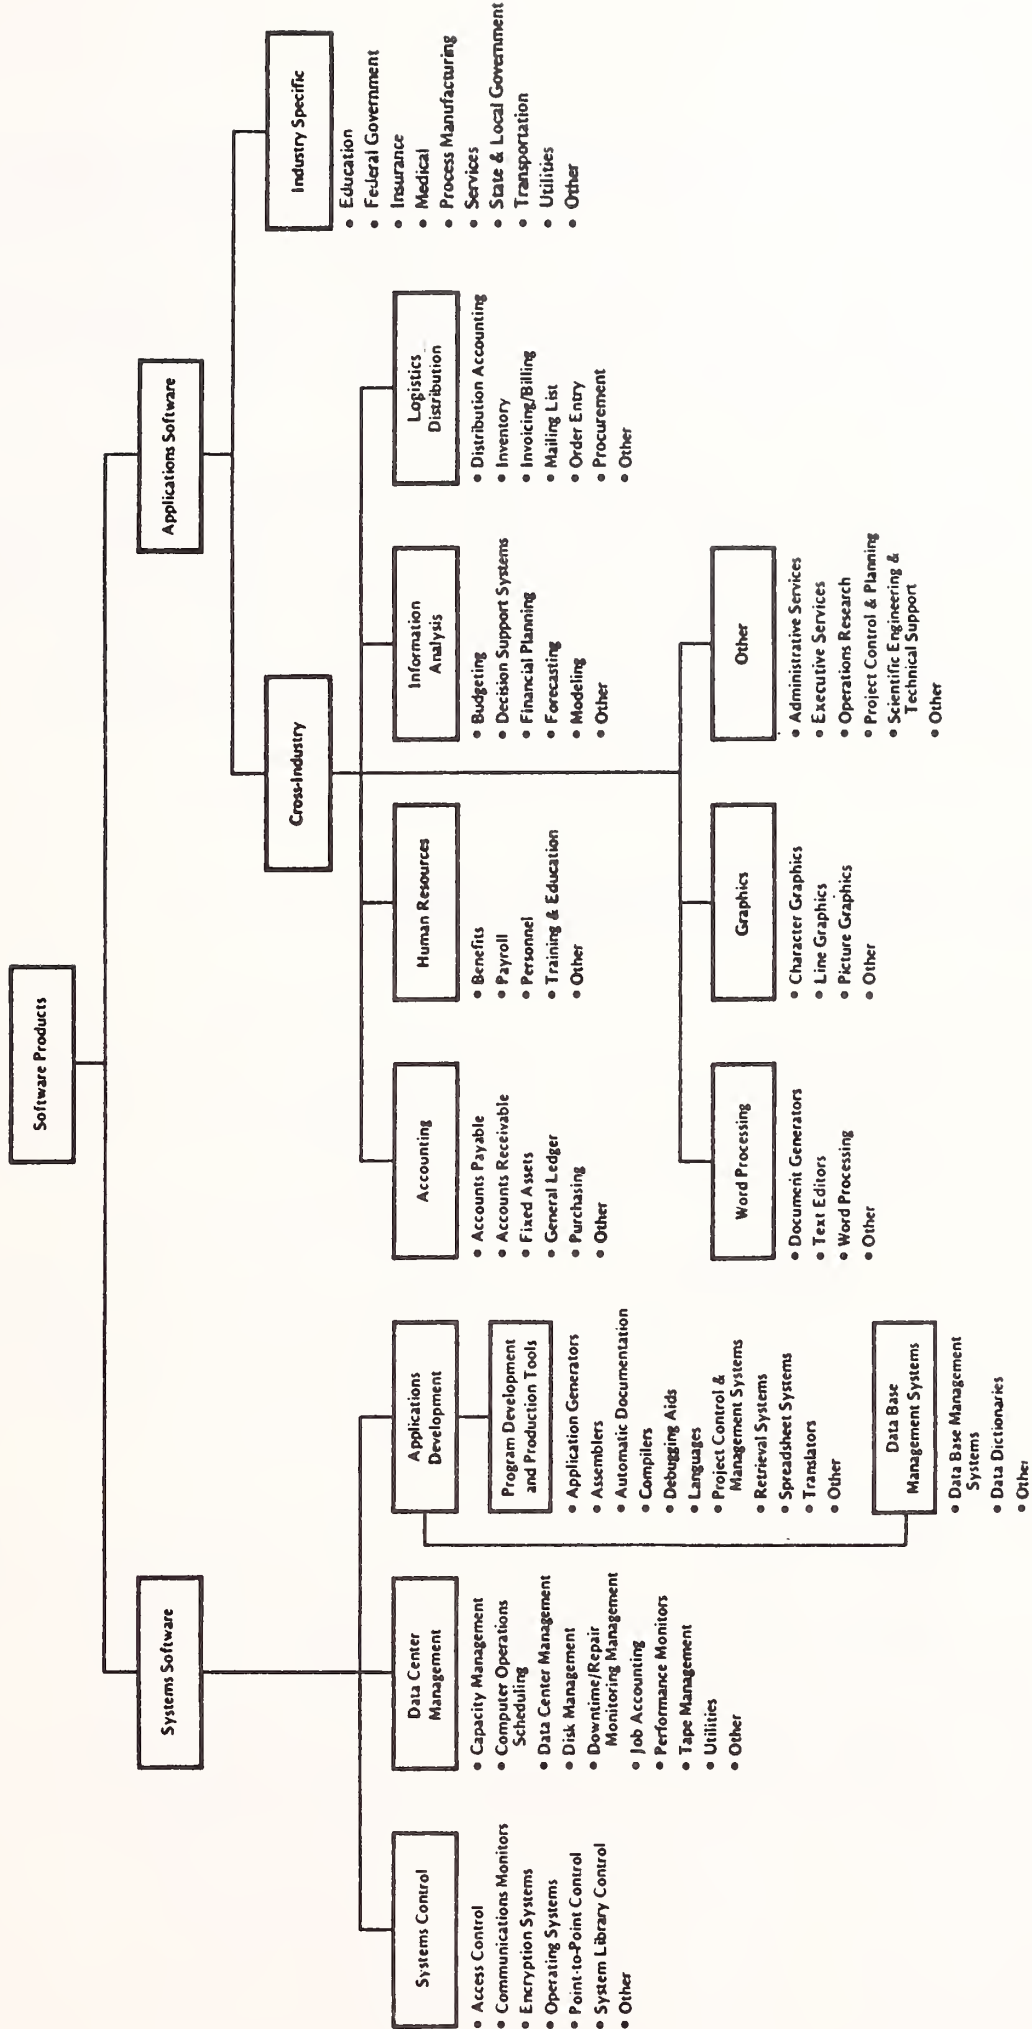 Software Products
Systems Software
Applications Software
Cross-Industry
Industry Specific
• Education
• Federal Government
• Insurance
• Medical
• Process Manufacturing
• Services
• State & Local Government
• Transportation
• Utilities
• Other
Systems Control
• Access Control
• Communications Monitors
• Encryption Systems
• Operating Systems
• Point-to-Point Control
• System Library Control
• Other
Data Center
Management
• Capacity Management
• Computer Operations
Scheduling
• Data Center Management
• Disk Management
• Downtime/Repair
Monitoring Management
• Job Accounting
• Performance Monitors
• Tape Management
• Utilities
• Other
Applications
Development
Program Development
and Production Tools
• Application Generators
• Assemblers
• Automatic Documentation
• Compilers
• Debugging Aids
• Languages
• Project Control &
Management Systems
• Retrieval Systems
• Spreadsheet Systems
• Translators
• Other
Data Base
Management Systems
• Data Base Management
Systems
• Data Dictionaries
• Other
Accounting
• Accounts Payable
• Accounts Receivable
• Fixed Assets
• General Ledger
• Purchasing
• Other
Human Resources
• Benefits
• Payroll
• Personnel
• Training & Education
• Other
Information
Analysis
• Budgeting
• Decision Support Systems
• Financial Planning
• Forecasting
• Modeling
• Other
Logistics
Distribution
• Distribution Accounting
• Inventory
• Invoicing/Billing
• Mailing List
• Order Entry
• Procurement
• Other
Word Processing
• Document Generators
• Text Editors
• Word Processing
• Other
Graphics
• Character Graphics
• Line Graphics
• Picture Graphics
• Other
Other
• Administrative Services
• Executive Services
• Operations Research
• Project Control & Planning
• Scientific Engineering &
Technical Support
• Other